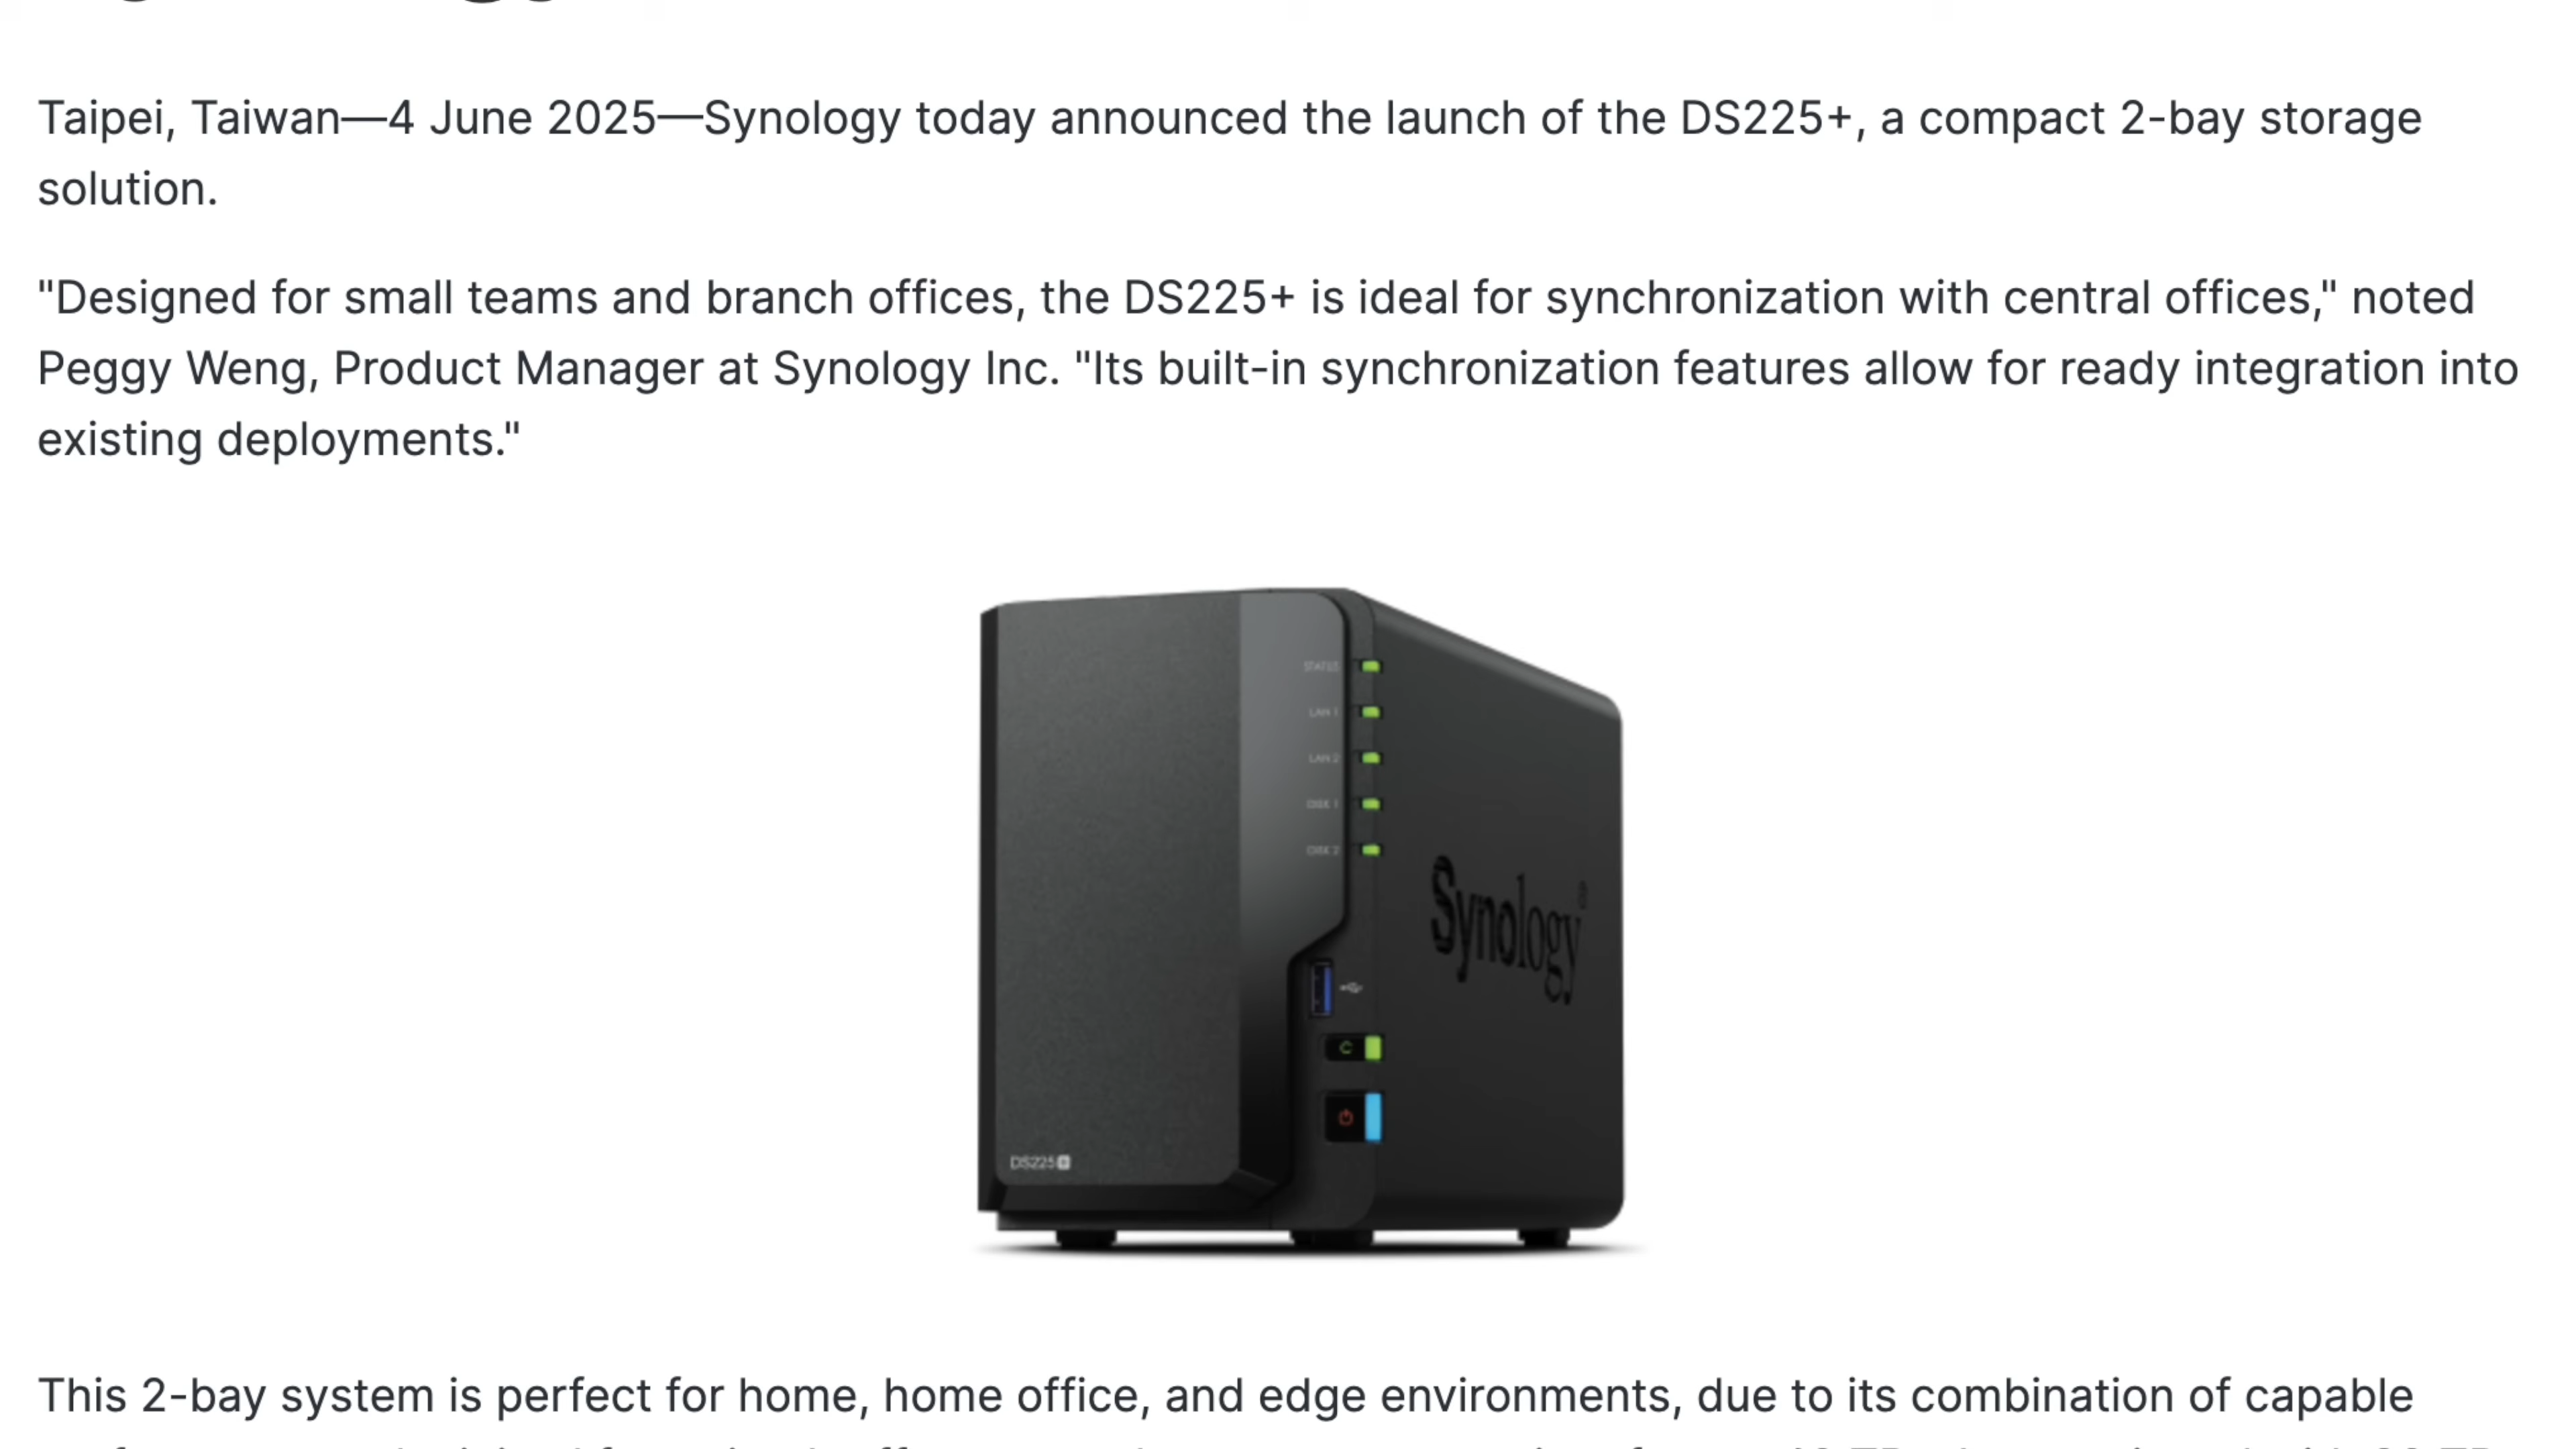 Taipei, Taiwan—4 June 2025—Synology today announced the launch of the DS225+, a compact 2-bay storage
solution.
"Designed for small teams and branch offices, the DS225+ is ideal for synchronization with central offices," noted
Peggy Weng, Product Manager at Synology Inc. "Its built-in synchronization features allow for ready integration into
existing deployments."
STATUS
LAN 1
LAN 2
DISK 1
DISK 2
Synology
DS225+
This 2-bay system is perfect for home, home office, and edge environments, due to its combination of capable